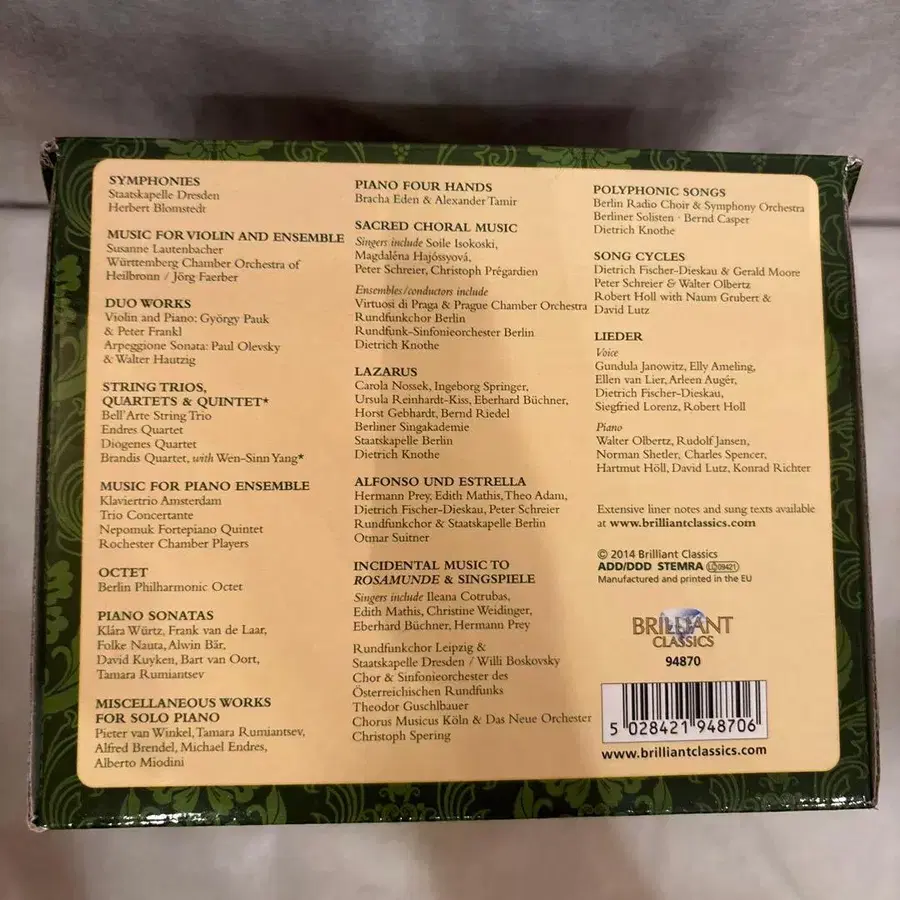 SYMPHONIES
Staatskapelle Dresden
Herbert Blomstedt
MUSIC FOR VIOLIN AND ENSEMBLE
Susanne Lautenbacher
Württemberg Chamber Orchestra of
Heilbronn / Jörg Faerber
DUO WORKS
Violin and Piano: György Pauk
& Peter Frankl
Arpeggione Sonata: Paul Olevsky
& Walter Hautzig
STRING TRIOS,
QUARTETS & QUINTET*
Bell'Arte String Trio
Endres Quartet
Diogenes Quartet
Brandis Quartet, with Wen-Sinn Yang*
MUSIC FOR PIANO ENSEMBLE
Klaviertrio Amsterdam
Trio Concertante
Nepomuk Fortepiano Quintet
Rochester Chamber Players
OCTET
Berlin Philharmonic Octet
PIANO SONATAS
Klára Würtz, Frank van de Laar,
Folke Nauta, Alwin Bär,
David Kuyken, Bart van Oort,
Tamara Rumiantsev
MISCELLANEOUS WORKS
FOR SOLO PIANO
Pieter van Winkel, Tamara Rumiantsev,
Alfred Brendel, Michael Endres,
Alberto Miodini
PIANO FOUR HANDS
Bracha Eden & Alexander Tamir
SACRED CHORAL MUSIC
Singers include Soile Isokoski,
Magdaléna Hajóssyová,
Peter Schreier, Christoph Prégardien
Ensembles/conductors include
Virtuosi di Praga & Prague Chamber Orchestra
Rundfunkchor Berlin
Rundfunk-Sinfonieorchester Berlin
Dietrich Knothe
LAZARUS
Carola Nossek, Ingeborg Springer,
Ursula Reinhardt-Kiss, Eberhard Büchner,
Horst Gebhardt, Bernd Riedel
Berliner Singakademie
Staatskapelle Berlin
Dietrich Knothe
ALFONSO UND ESTRELLA
Hermann Prey, Edith Mathis, Theo Adam,
Dietrich Fischer-Dieskau, Peter Schreier
Rundfunkchor & Staatskapelle Berlin
Otmar Suitner
INCIDENTAL MUSIC TO
ROSAMUNDE & SINGSPIELE
Singers include Ileana Cotrubas,
Edith Mathis, Christine Weidinger,
Eberhard Büchner, Hermann Prey
Rundfunkchor Leipzig &
Staatskapelle Dresden / Willi Boskovsky
Chor & Sinfonieorchester des
Österreichischen Rundfunks
Theodor Guschlbauer
Chorus Musicus Köln & Das Neue Orchester
Christoph Spering
POLYPHONIC SONGS
Berlin Radio Choir & Symphony Orchestra
Berliner Solisten · Bernd Casper
Dietrich Knothe
SONG CYCLES
Dietrich Fischer-Dieskau & Gerald Moore
Peter Schreier & Walter Olbertz
Robert Holl with Naum Grubert &
David Lutz
LIEDER
Voice
Gundula Janowitz, Elly Ameling,
Ellen van Lier, Arleen Augér,
Dietrich Fischer-Dieskau,
Siegfried Lorenz, Robert Holl
Piano
Walter Olbertz, Rudolf Jansen,
Norman Shetler, Charles Spencer,
Hartmut Höll, David Lutz, Konrad Richter
Extensive liner notes and sung texts available
at www.brilliantclassics.com
© 2014 Brilliant Classics
ADD/DDD STEMRA LC 09421
Manufactured and printed in the EU
BRILLIANT
CLASSICS
94870
5 028421 948706
www.brilliantclassics.com